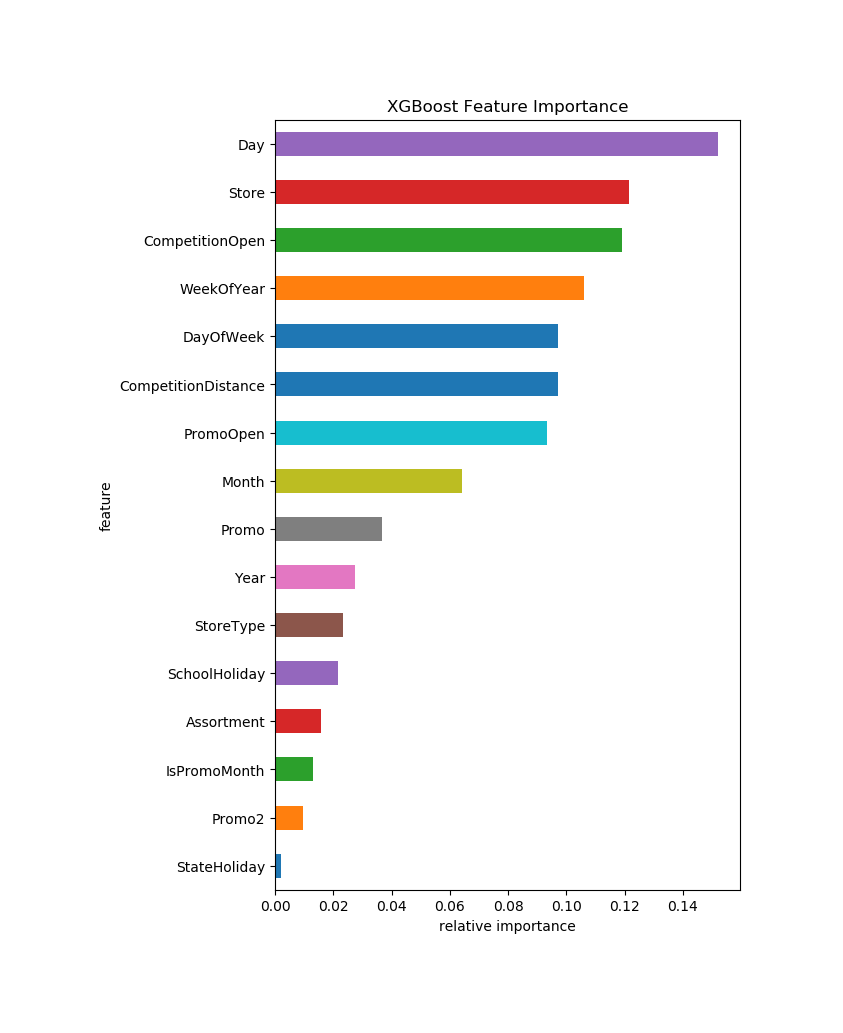 XGBoost Feature Importance
Day
Store
CompetitionOpen
WeekOfYear
DayOfWeek
CompetitionDistance
PromoOpen
Month
Promo
Year
StoreType
SchoolHoliday
Assortment
IsPromoMonth
Promo2
StateHoliday
feature
0.00 0.02 0.04 0.06 0.08 0.10 0.12 0.14
relative importance